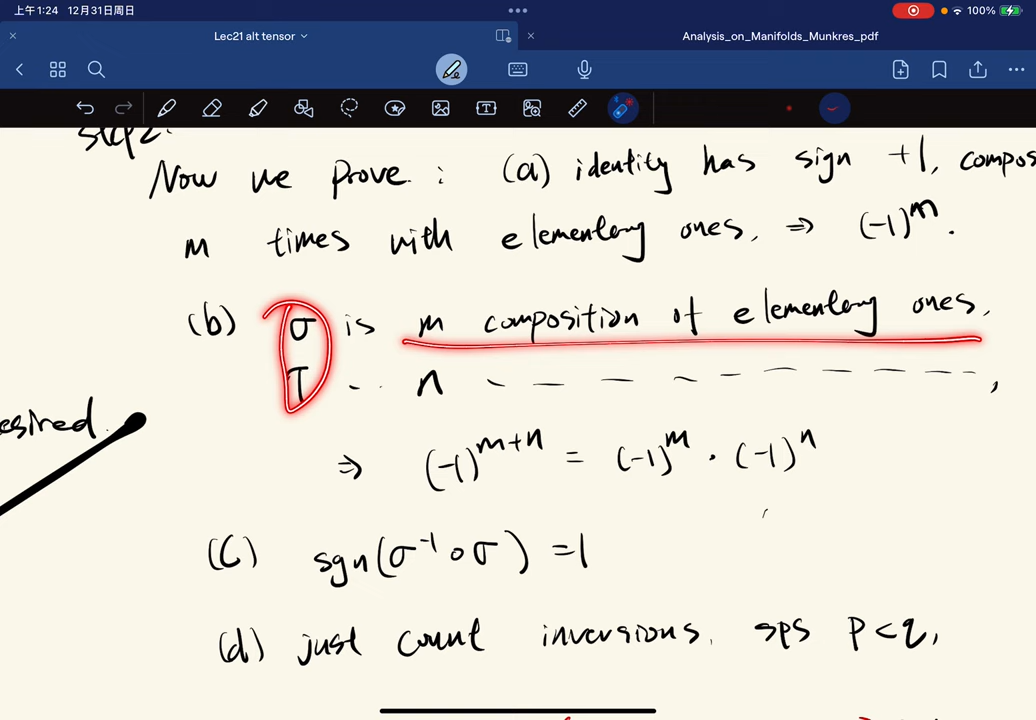 上午1:24 12月31日周日
100%
Lec21 alt tensor
Analysis_on_Manifolds_Munkres_pdf
step2.
Now we prove : (a) identity has sign +1, compos
m times with elementary ones, ⇒ (-1)^m.
(b) σ is m composition of elementary ones,
τ -- n - - - - - - - - - - ,
esired.
⇒ (-1)^{m+n} = (-1)^m · (-1)^n
(c) sgn(σ^{-1}∘σ) = 1
(d) just count inversions. sps p<q,